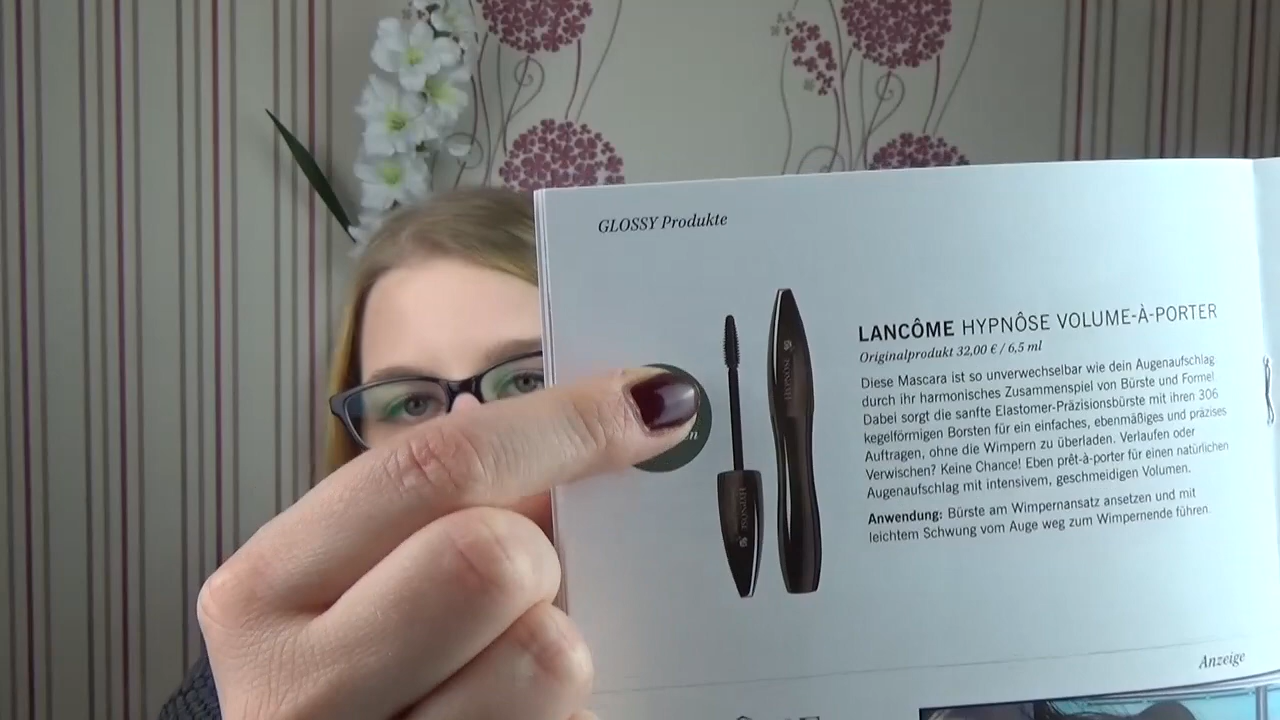 GLOSSY Produkte
LANCÔME HYPNÔSE VOLUME-À-PORTER
Originalprodukt 32,00 € / 6,5 ml
Diese Mascara ist so unverwechselbar wie dein Augenaufschlag
durch ihr harmonisches Zusammenspiel von Bürste und Formel
Dabei sorgt die sanfte Elastomer-Präzisionsbürste mit ihren 306
kegelförmigen Borsten für ein einfaches, ebenmäßiges und präzises
Auftragen, ohne die Wimpern zu überladen. Verlaufen oder
Verwischen? Keine Chance! Eben prêt-à-porter für einen natürlichen
Augenaufschlag mit intensivem, geschmeidigen Volumen.
Anwendung: Bürste am Wimpernansatz ansetzen und mit
leichtem Schwung vom Auge weg zum Wimpernende führen.
HYPNÔSE
HYPNÔSE
Anzeige